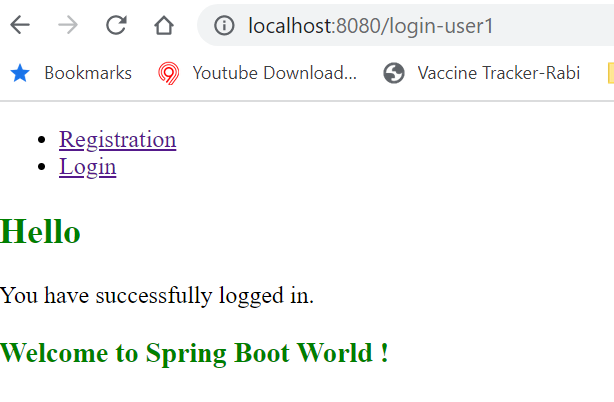 localhost:8080/login-user1
Bookmarks Youtube Download... Vaccine Tracker-Rabi
Registration
Login
Hello
You have successfully logged in.
Welcome to Spring Boot World !